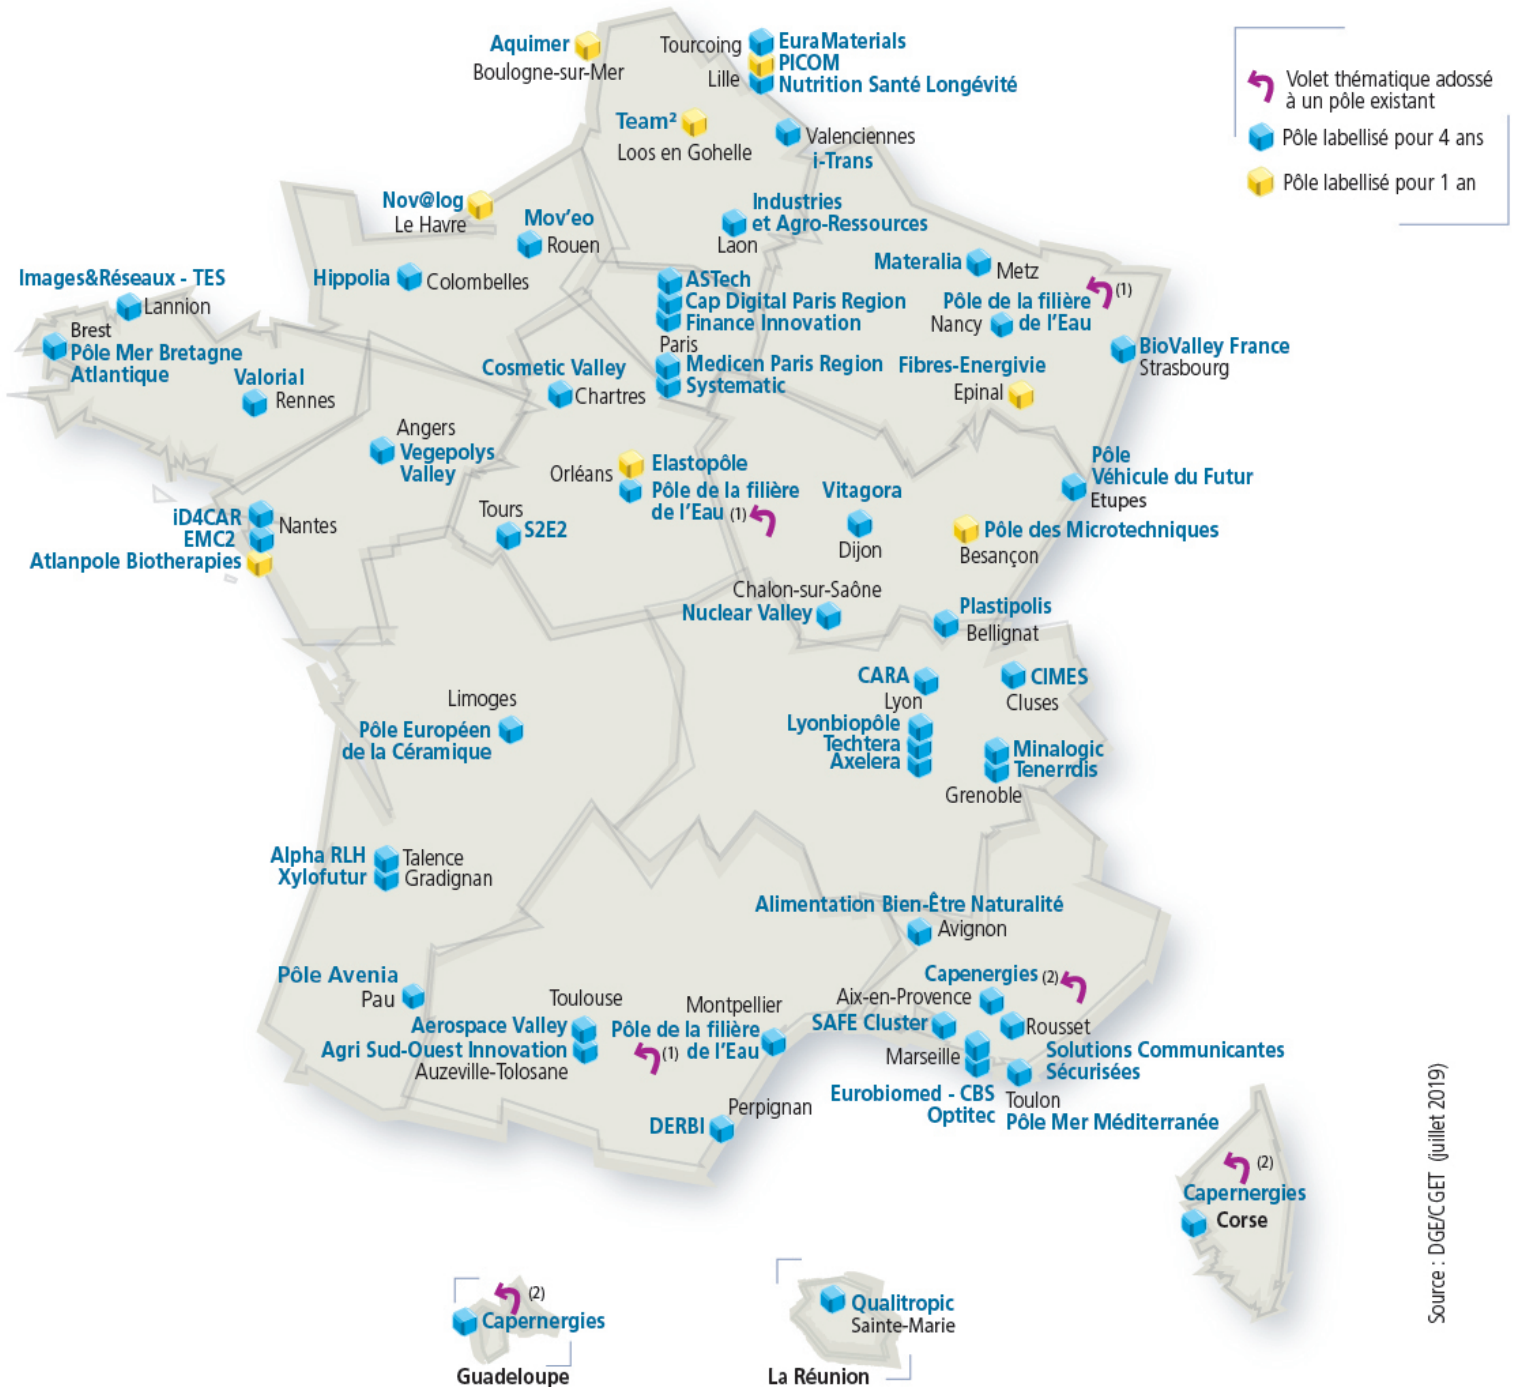 Aquimer
Boulogne-sur-Mer
Tourcoing
EuraMaterials
PICOM
Lille
Nutrition Santé Longévité
Volet thématique adossé
à un pôle existant
Pôle labellisé pour 4 ans
Pôle labellisé pour 1 an
Team²
Loos en Gohelle
Valenciennes
i-Trans
Nov@log
Le Havre
Mov'eo
Rouen
Industries
et Agro-Ressources
Laon
Hippolia
Colombelles
Materalia
Metz
Images&Réseaux - TES
Lannion
Brest
Pôle Mer Bretagne
Atlantique
Valorial
Rennes
ASTech
Cap Digital Paris Region
Finance Innovation
Paris
Medicen Paris Region
Systematic
Pôle de la filière
de l'Eau
(1)
Nancy
BioValley France
Strasbourg
Fibres-Energivie
Epinal
Cosmetic Valley
Chartres
Angers
Vegepolys
Valley
Orléans
Elastopôle
Pôle de la filière
de l'Eau (1)
Vitagora
Dijon
Pôle
Véhicule du Futur
Etupes
iD4CAR
EMC2
Nantes
Atlanpole Biotherapies
Tours
S2E2
Pôle des Microtechniques
Besançon
Chalon-sur-Saône
Nuclear Valley
Plastipolis
Bellignat
CARA
Lyon
CIMES
Cluses
Limoges
Pôle Européen
de la Céramique
Lyonbiopôle
Techtera
Axelera
Minalogic
Tenerrdis
Grenoble
Alpha RLH
Talence
Xylofutur
Gradignan
Alimentation Bien-Être Naturalité
Avignon
Pôle Avenia
Pau
Toulouse
Aerospace Valley
Agri Sud-Ouest Innovation
Auzeville-Tolosane
Montpellier
Pôle de la filière
(1) de l'Eau
Capenergies (2)
Aix-en-Provence
SAFE Cluster
Rousset
Marseille
Solutions Communicantes
Sécurisées
Eurobiomed - CBS
Optitec
Toulon
Pôle Mer Méditerranée
Perpignan
DERBI
(2)
Capernergies
Corse
(2)
Capernergies
Guadeloupe
Qualitropic
Sainte-Marie
La Réunion
Source : DGE/CGET (juillet 2019)